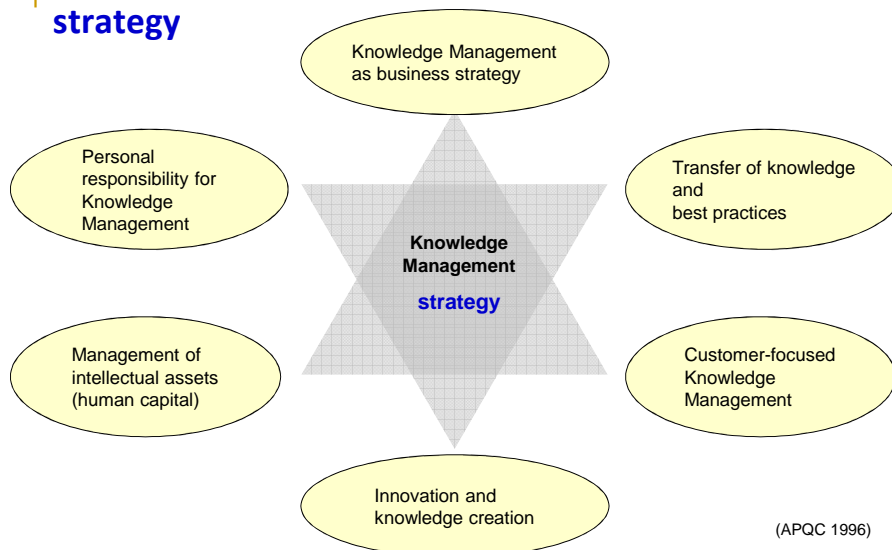 strategy
Knowledge Management
as business strategy
Personal
responsibility for
Knowledge
Management
Transfer of knowledge
and
best practices
Knowledge
Management
strategy
Management of
intellectual assets
(human capital)
Customer-focused
Knowledge
Management
Innovation and
knowledge creation
(APQC 1996)